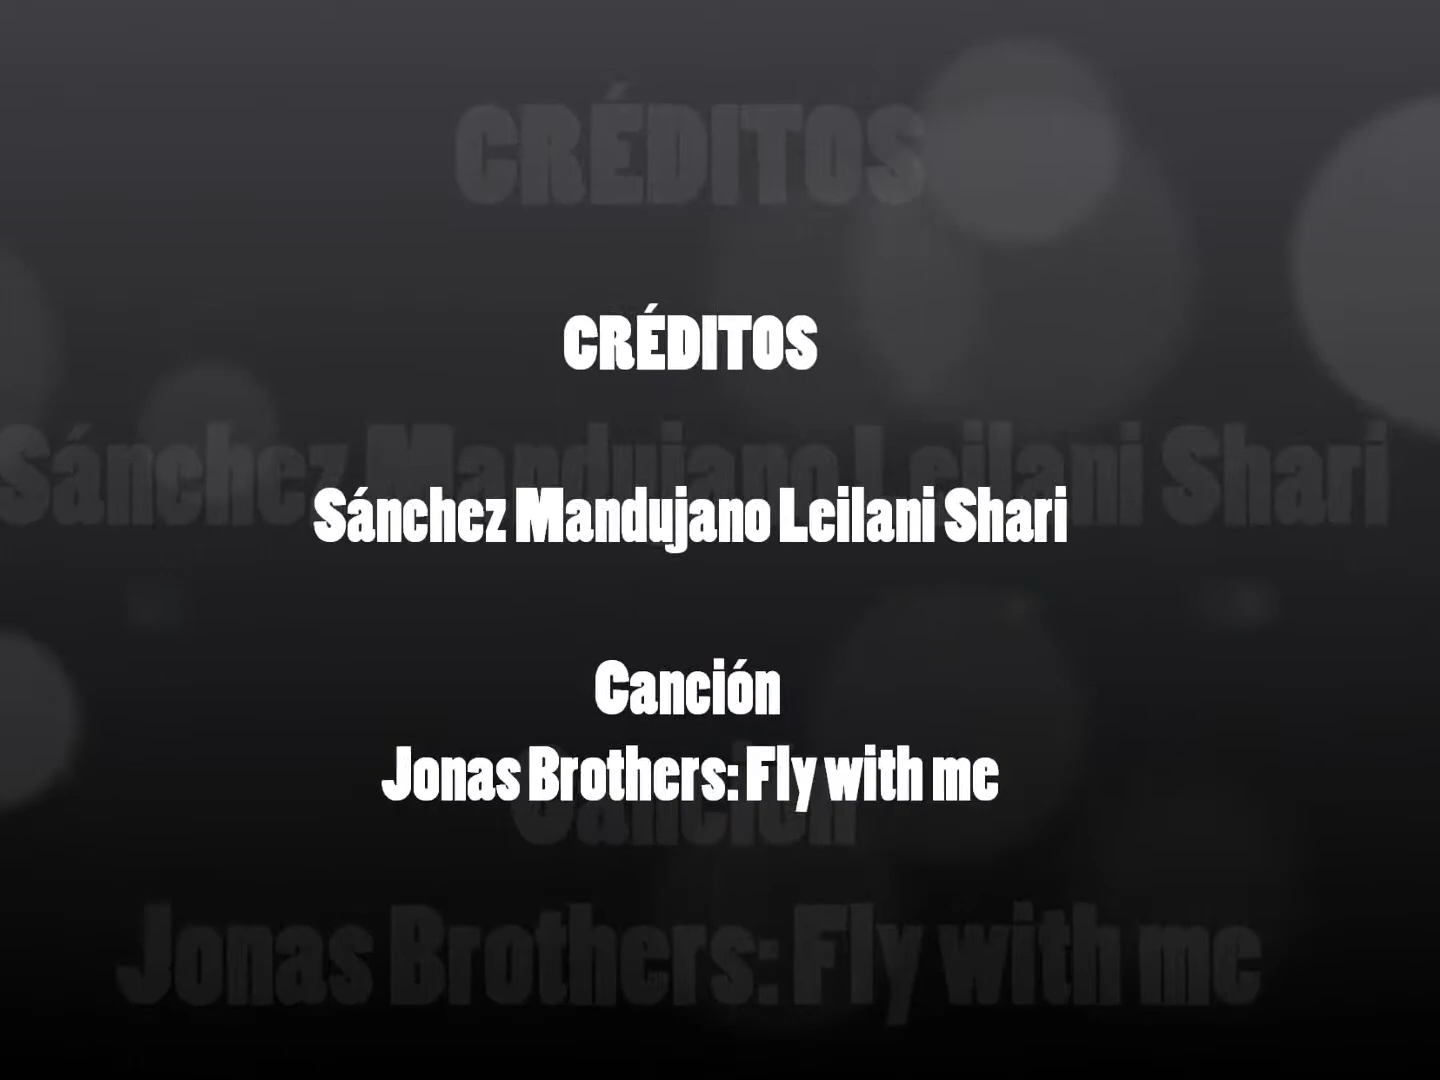 CRÉDITOS
Sánchez Mandujano Leilani Shari
Canción
Jonas Brothers: Fly with me